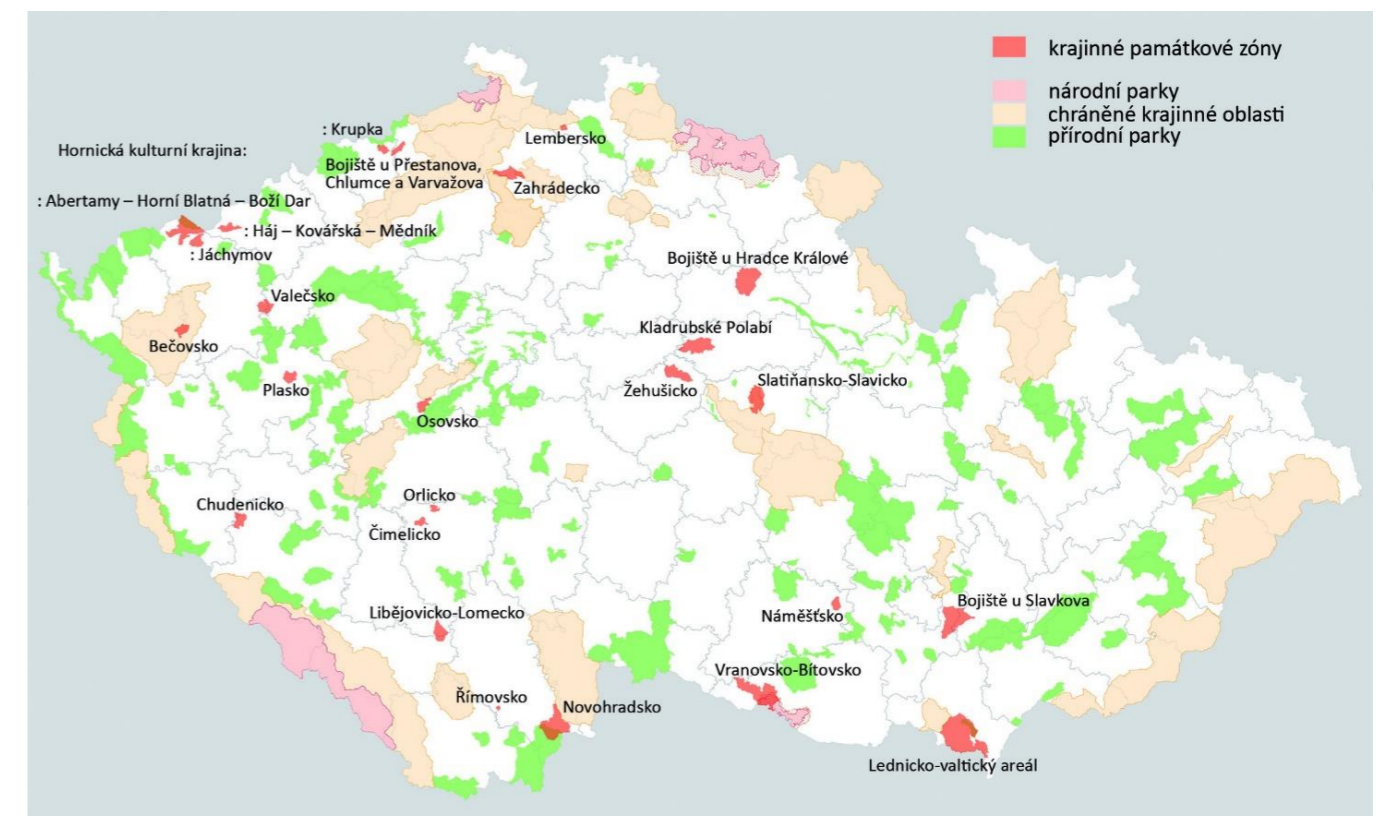 krajinné památkové zóny
národní parky
chráněné krajinné oblasti
přírodní parky
: Krupka
Hornická kulturní krajina:
Lembersko
Bojiště u Přestanova,
Chlumce a Varvažova
Zahrádecko
: Abertamy – Horní Blatná – Boží Dar
: Háj – Kovářská – Mědník
: Jáchymov
Bojiště u Hradce Králové
Valečsko
Kladrubské Polabí
Bečovsko
Plasko
Žehušicko
Slatiňansko-Slavicko
Osovsko
Orlicko
Chudenicko
Čimelicko
Bojiště u Slavkova
Libějovicko-Lomecko
Náměšťsko
Vranovsko-Bítovsko
Římovsko
Novohradsko
Lednicko-valtický areál